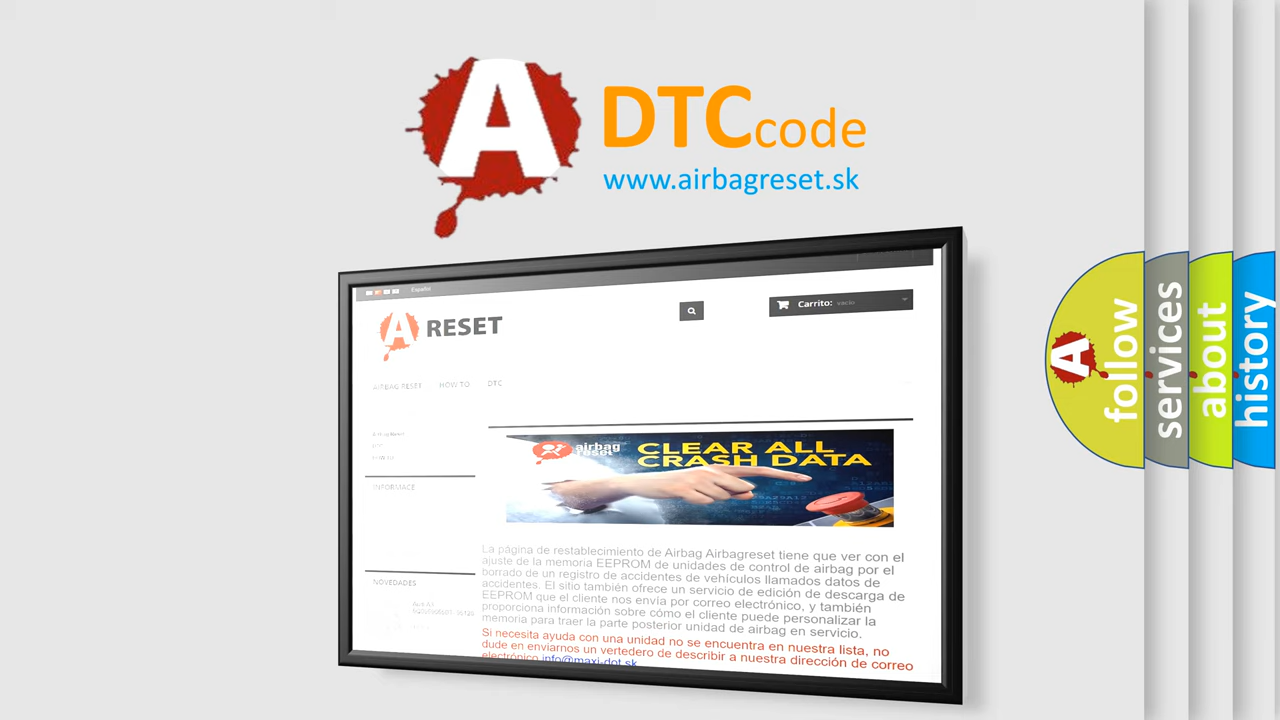 A DTCcode
www.airbagreset.sk
Español
A RESET
Carrito: vacío
AIRBAG RESET HOW TO DTC
INFORMACE
NOVEDADES
airbag
reset
CLEAR ALL
CRASH DATA
La página de restablecimiento de Airbag Airbagreset tiene que ver con el
ajuste de la memoria EEPROM de unidades de control de airbag por el
borrado de un registro de accidentes de vehículos llamados datos de
accidentes. El sitio también ofrece un servicio de edición de descarga de
EEPROM que el cliente nos envía por correo electrónico, y también
proporciona información sobre cómo el cliente puede personalizar la
memoria para traer la parte posterior unidad de airbag en servicio.
Si necesita ayuda con una unidad no se encuentra en nuestra lista, no
dude en enviarnos un vertedero de describir a nuestra dirección de correo
electrónico info@maxi-dot.sk
A
follow
services
about
history